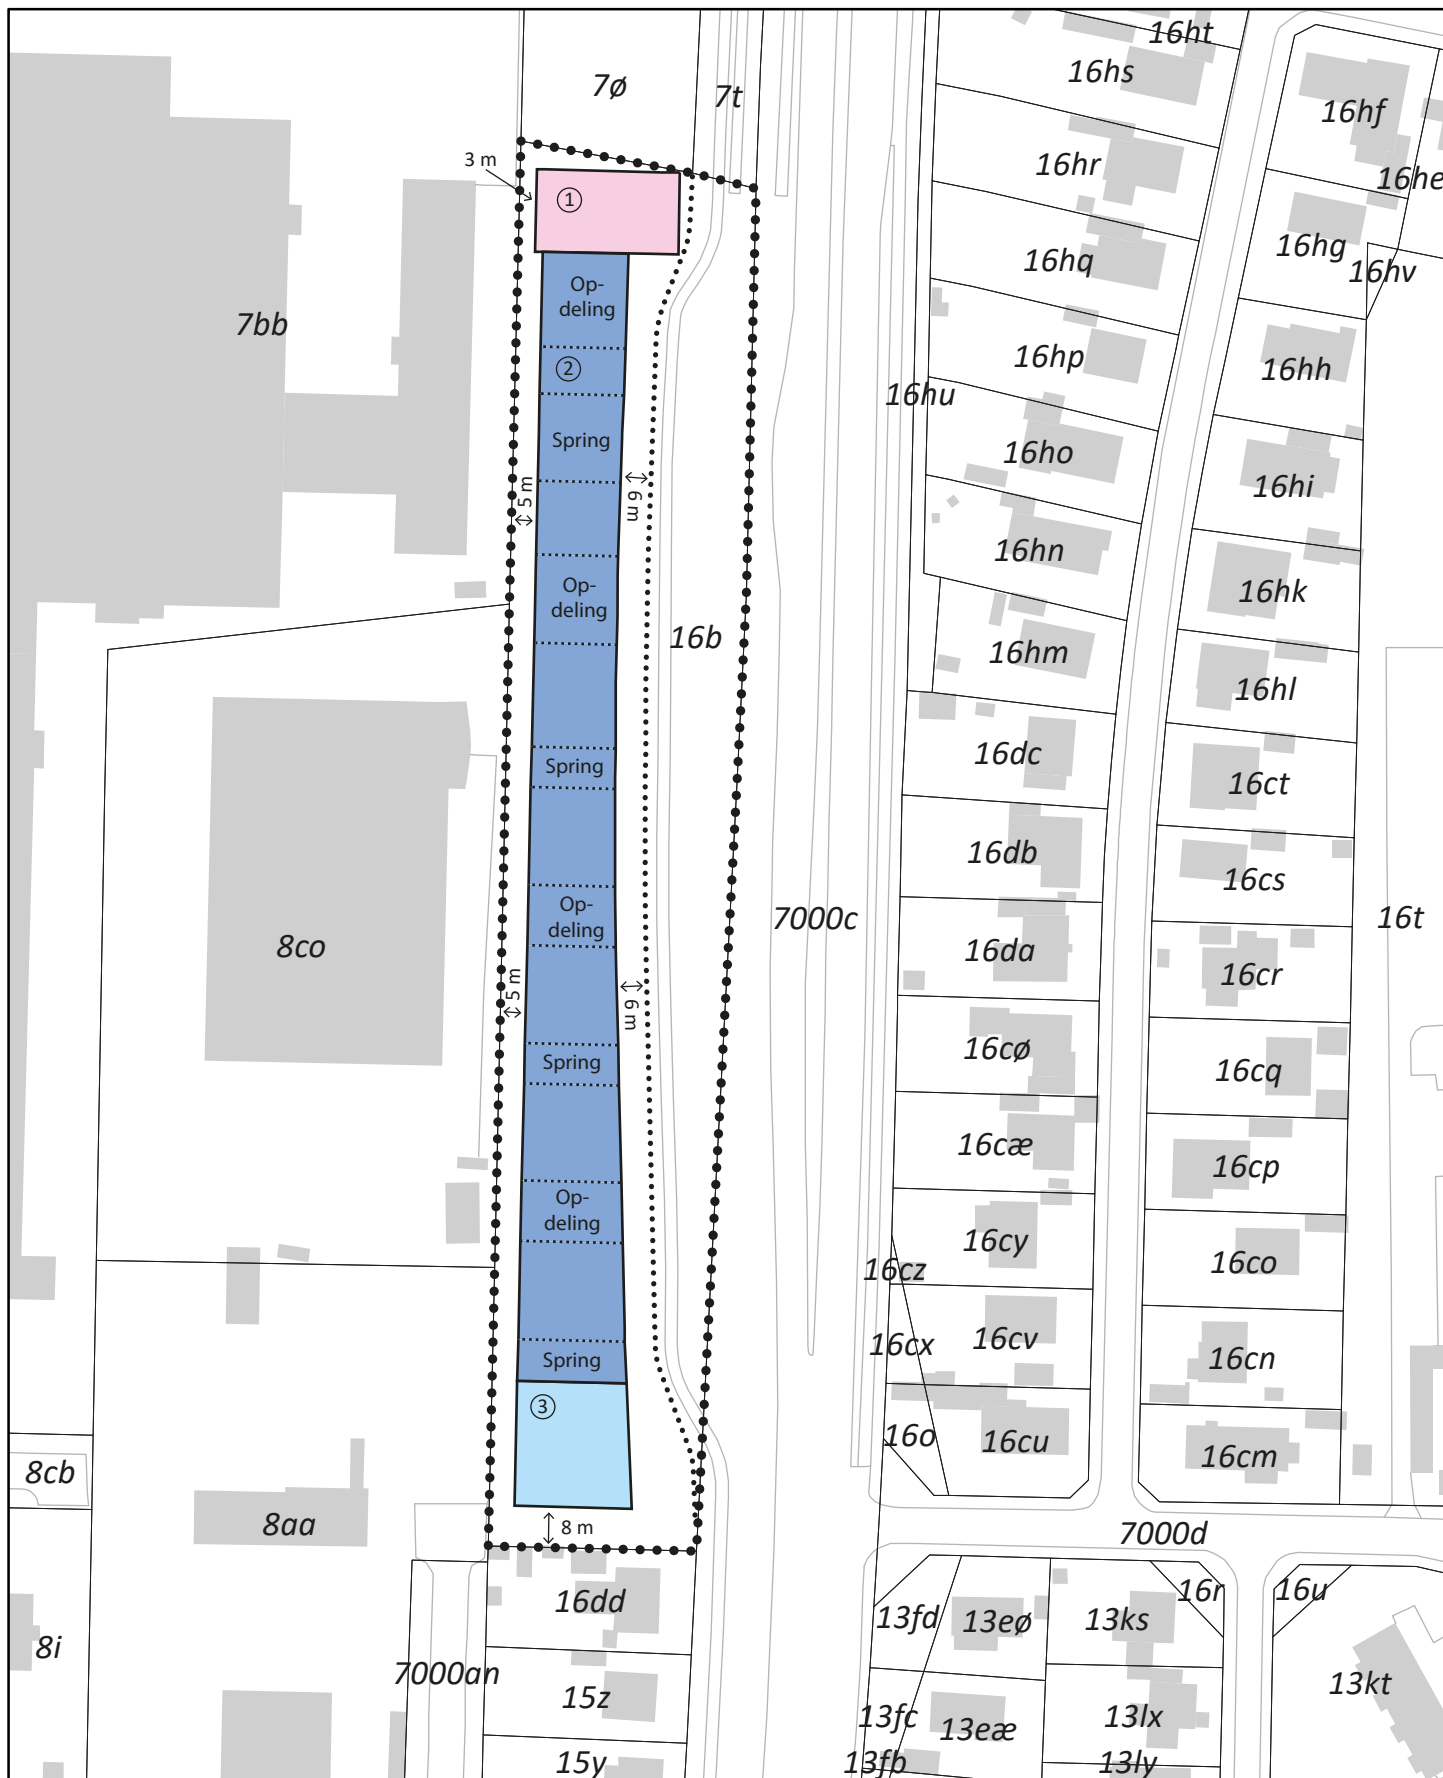 16ht
7ø
16hs
7t
16hf
3 m
16hr
16he
①
16hg
16hq
16hv
Op-
deling
7bb
16hp
②
16hh
16hu
Spring
16ho
16hi
5 m
6 m
16hn
Op-
deling
16hk
16b
16hm
16hl
16dc
Spring
16ct
16db
16cs
Op-
deling
7000c
16t
8co
16da
16cr
5 m
6 m
16cø
Spring
16cq
16cæ
16cp
Op-
deling
16cy
16co
16cz
16cx
16cv
16cn
Spring
③
16o
16cu
16cm
8cb
8aa
8 m
7000d
16dd
16r
16u
13fd
13eø
13ks
8i
7000an
15z
13kt
13fc
13eæ
13lx
15y
13fb
13ly